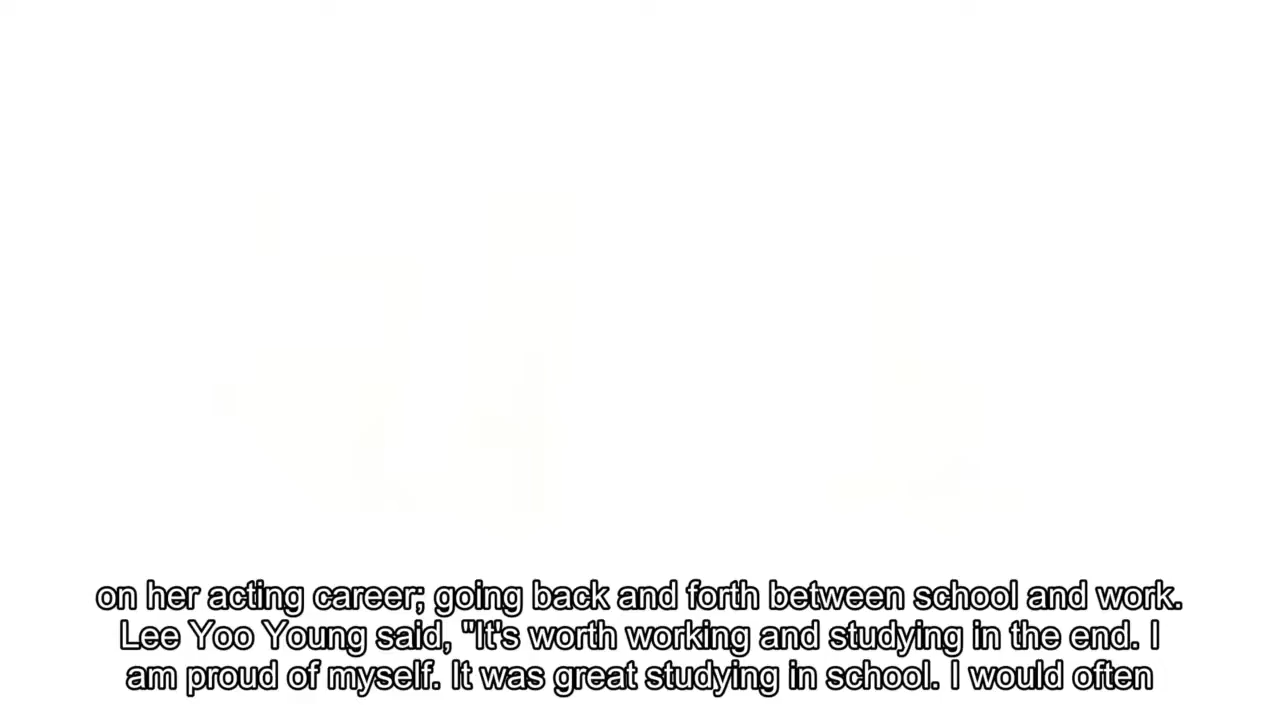 on her acting career; going back and forth between school and work.
Lee Yoo Young said, "It's worth working and studying in the end. I
am proud of myself. It was great studying in school. I would often